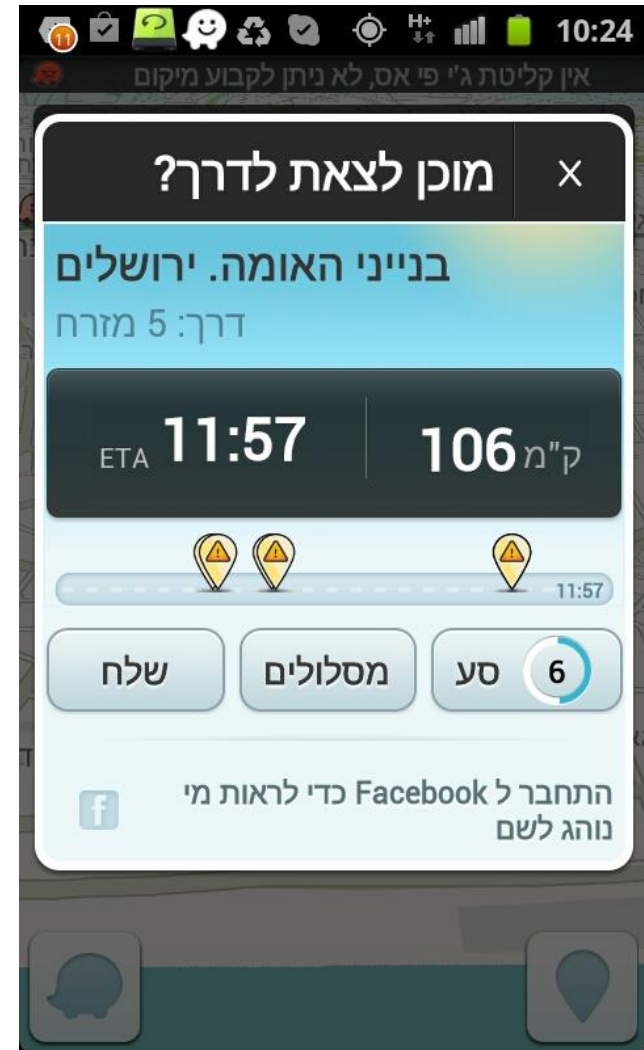 11
H+
10:24
אין קליטת ג'י פי אס, לא ניתן לקבוע מיקום
מוכן לצאת לדרך?
X
בנייני האומה. ירושלים
דרך: 5 מזרח
106 ק"מ
ETA 11:57
11:57
סע 6
מסלולים
שלח
התחבר ל Facebook כדי לראות מי
נוהג לשם
f